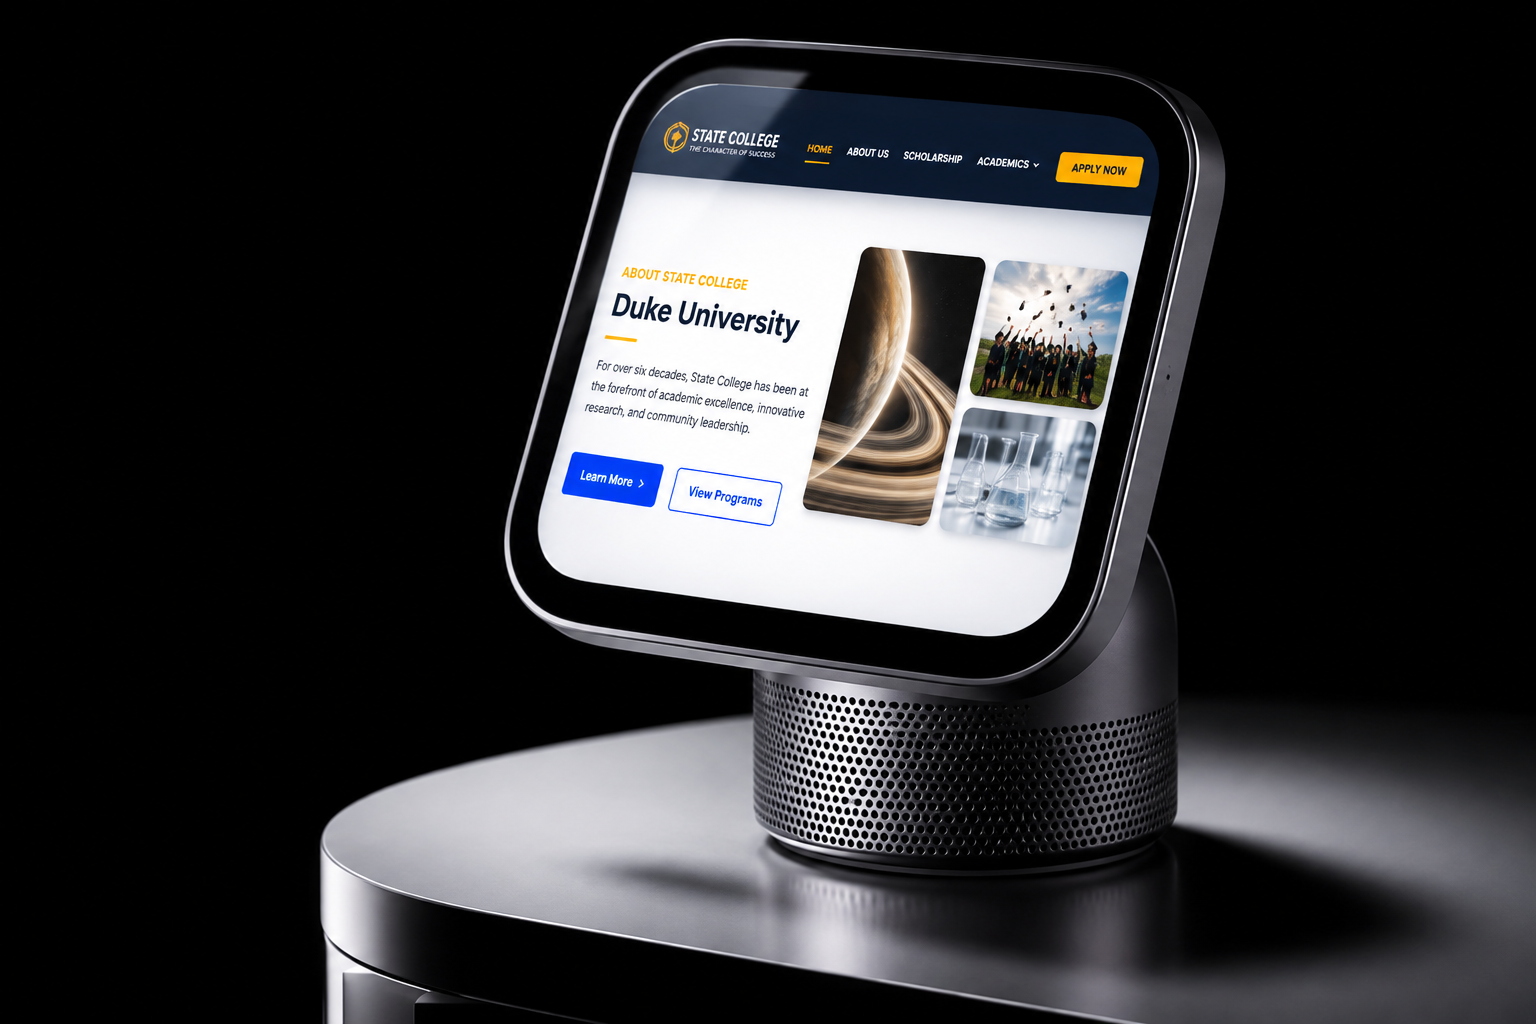 STATE COLLEGE
THE CHARACTER OF SUCCESS
HOME
ABOUT US
SCHOLARSHIP
ACADEMICS
APPLY NOW
ABOUT STATE COLLEGE
Duke University
For over six decades, State College has been at
the forefront of academic excellence, innovative
research, and community leadership.
Learn More
View Programs